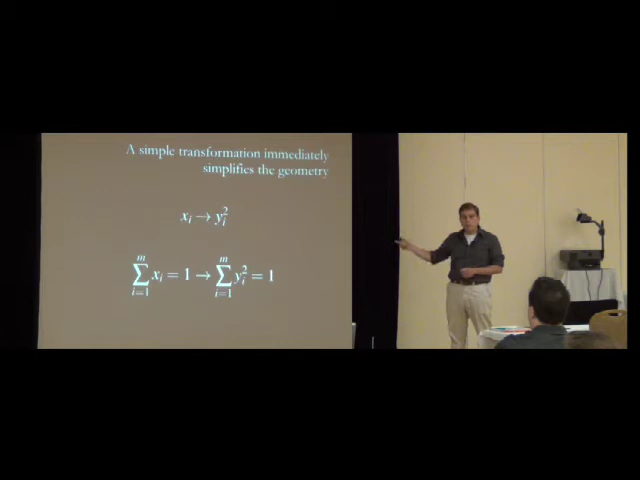 A simple transformation immediately
simplifies the geometry
xᵢ → yᵢ²
∑ᵢ₌₁ᵐ xᵢ = 1 → ∑ᵢ₌₁ᵐ yᵢ² = 1